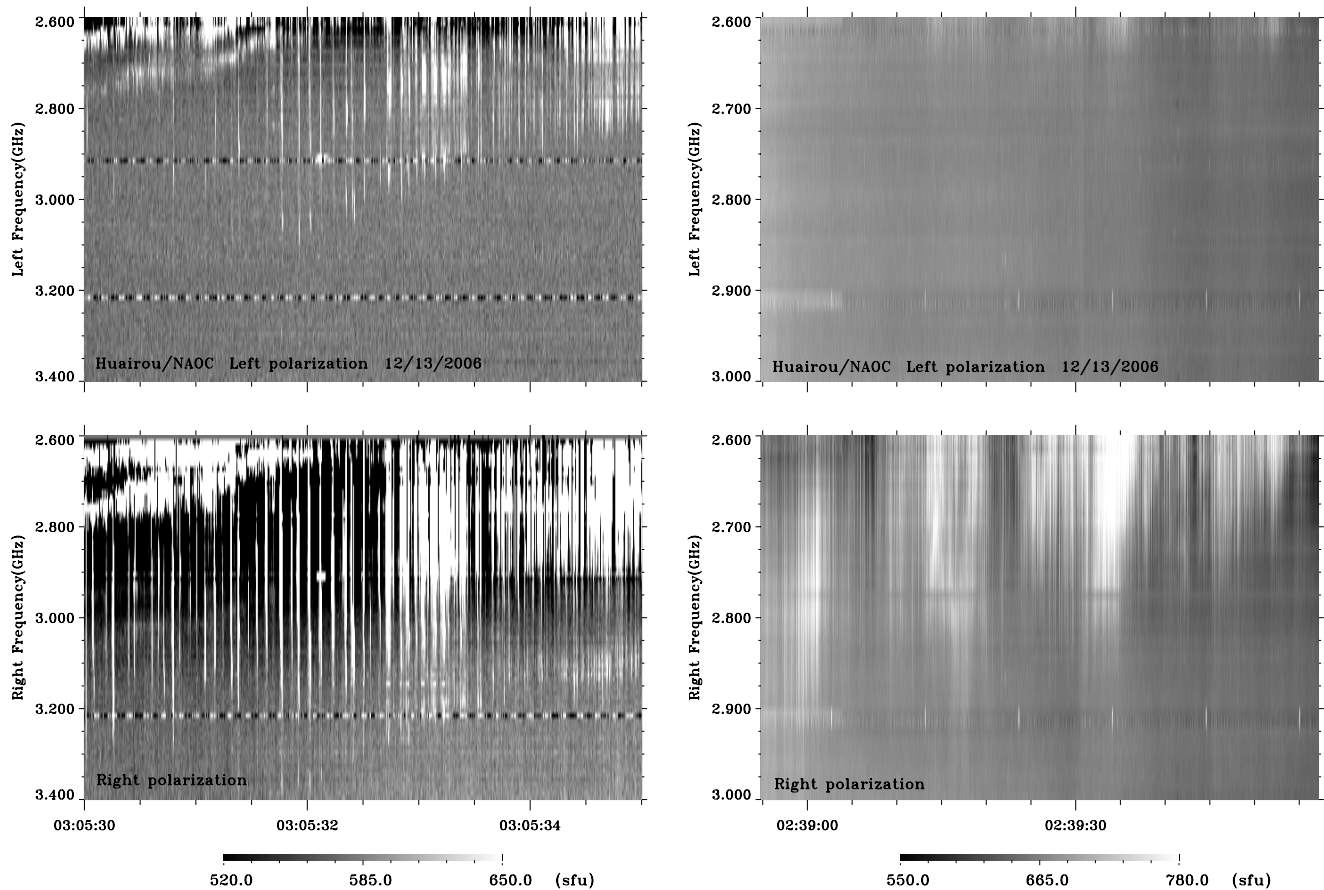 2.600
2.800
3.000
3.200
3.400
Left Frequency(GHz)
Huairou/NAOC Left polarization 12/13/2006
2.600
2.700
2.800
2.900
3.000
Left Frequency(GHz)
Huairou/NAOC Left polarization 12/13/2006
2.600
2.800
3.000
3.200
3.400
Right Frequency(GHz)
Right polarization
03:05:30 03:05:32 03:05:34
520.0 585.0 650.0 (sfu)
2.600
2.700
2.800
2.900
3.000
Right Frequency(GHz)
Right polarization
02:39:00 02:39:30
550.0 665.0 780.0 (sfu)